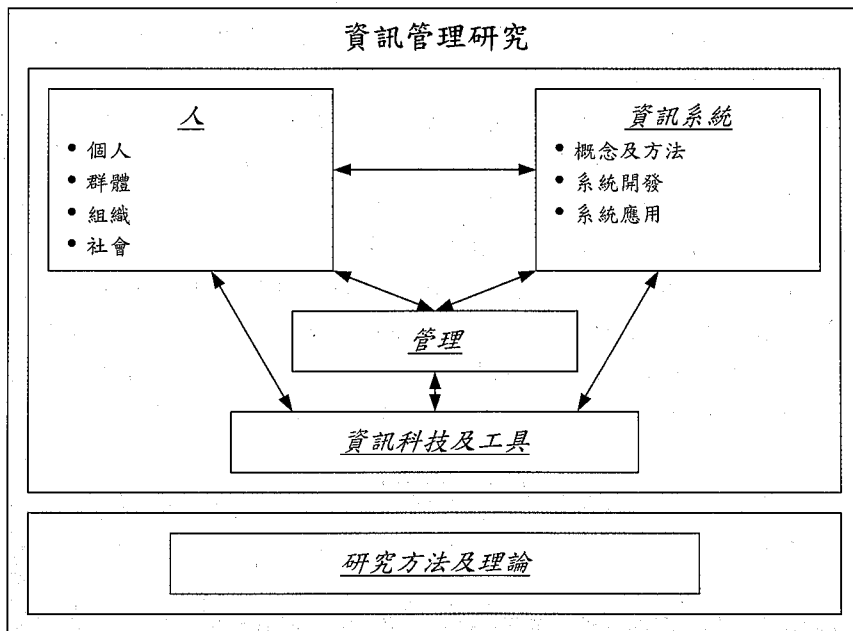 資訊管理研究
人
• 個人
• 群體
• 組織
• 社會
資訊系統
• 概念及方法
• 系統開發
• 系統應用
管理
資訊科技及工具
研究方法及理論